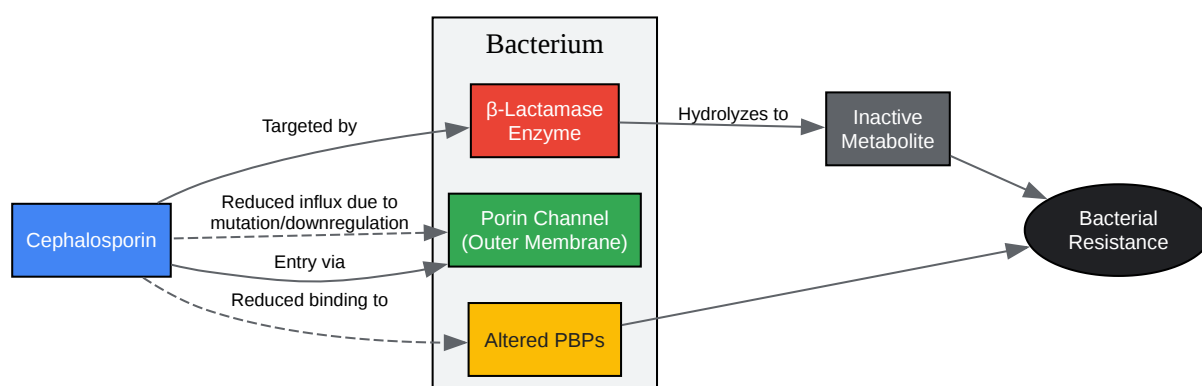 Bacterium
β-Lactamase
Enzyme
Hydrolyzes to
Inactive
Metabolite
Targeted by
Reduced influx due to
mutation/downregulation
Porin Channel
(Outer Membrane)
Cephalosporin
Entry via
Bacterial
Resistance
Reduced binding to
Altered PBPs